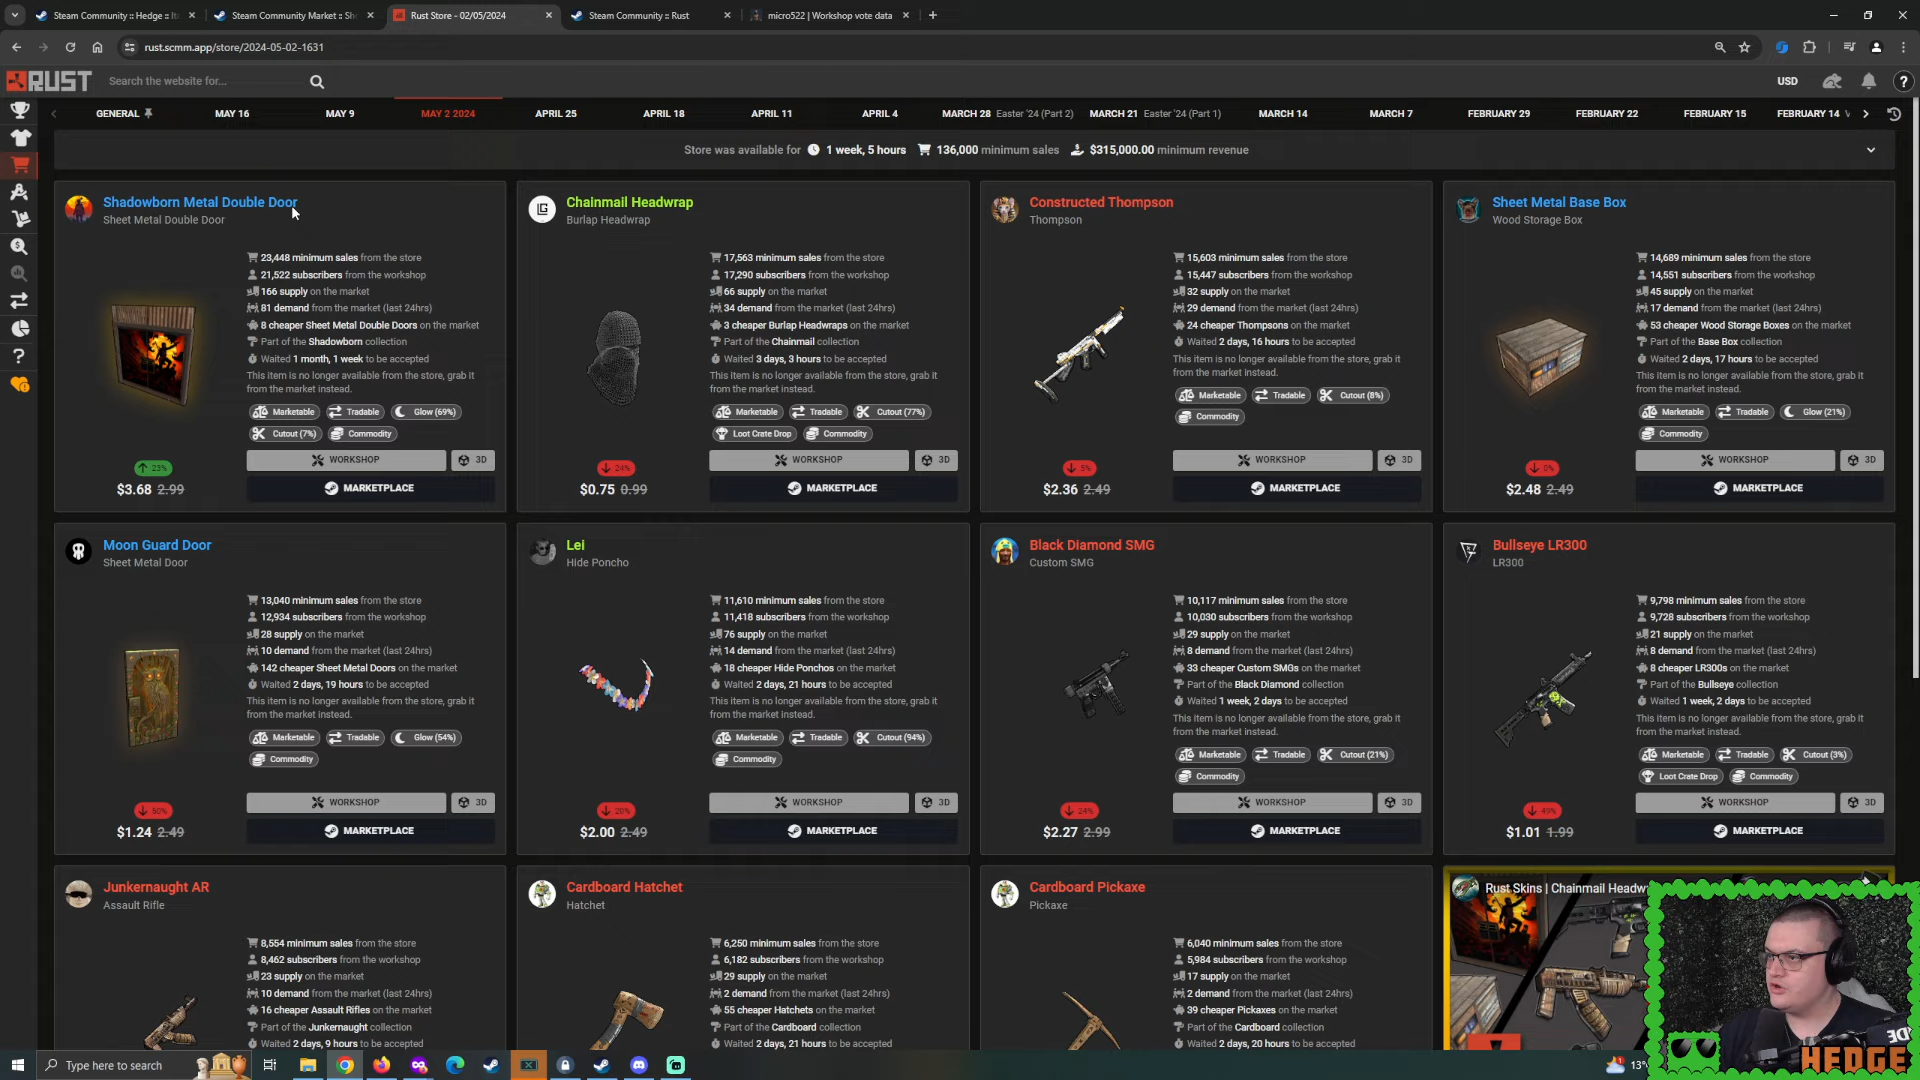 Steam Community :: Hedge :: It
Steam Community Market :: Sh
Rust Store - 02/05/2024
Steam Community :: Rust
micro522 | Workshop vote data
rust.scmm.app/store/2024-05-02-1631
RUST
Search the website for...
USD
GENERAL
MAY 16
MAY 9
MAY 2 2024
APRIL 25
APRIL 18
APRIL 11
APRIL 4
MARCH 28 Easter '24 (Part 2)
MARCH 21 Easter '24 (Part 1)
MARCH 14
MARCH 7
FEBRUARY 29
FEBRUARY 22
FEBRUARY 15
FEBRUARY 14
Store was available for 1 week, 5 hours 136,000 minimum sales $315,000.00 minimum revenue
Shadowborn Metal Double Door
Sheet Metal Double Door
23,448 minimum sales from the store
21,522 subscribers from the workshop
166 supply on the market
81 demand from the market (last 24hrs)
8 cheaper Sheet Metal Double Doors on the market
Part of the Shadowborn collection
Waited 1 month, 1 week to be accepted
This item is no longer available from the store, grab it
from the market instead.
Marketable Tradable Glow (69%)
Cutout (7%) Commodity
23%
$3.68 2.99
WORKSHOP 3D
MARKETPLACE
Chainmail Headwrap
Burlap Headwrap
17,563 minimum sales from the store
17,290 subscribers from the workshop
66 supply on the market
34 demand from the market (last 24hrs)
3 cheaper Burlap Headwraps on the market
Part of the Chainmail collection
Waited 3 days, 3 hours to be accepted
This item is no longer available from the store, grab it
from the market instead.
Marketable Tradable Cutout (77%)
Loot Crate Drop Commodity
24%
$0.75 0.99
WORKSHOP 3D
MARKETPLACE
Constructed Thompson
Thompson
15,603 minimum sales from the store
15,447 subscribers from the workshop
32 supply on the market
29 demand from the market (last 24hrs)
24 cheaper Thompsons on the market
Waited 2 days, 16 hours to be accepted
This item is no longer available from the store, grab it
from the market instead.
Marketable Tradable Cutout (8%)
Commodity
5%
$2.36 2.49
WORKSHOP 3D
MARKETPLACE
Sheet Metal Base Box
Wood Storage Box
14,689 minimum sales from the store
14,551 subscribers from the workshop
45 supply on the market
17 demand from the market (last 24hrs)
53 cheaper Wood Storage Boxes on the market
Part of the Base Box collection
Waited 2 days, 17 hours to be accepted
This item is no longer available from the store, grab it
from the market instead.
Marketable Tradable Glow (21%)
Commodity
0%
$2.48 2.49
WORKSHOP 3D
MARKETPLACE
Moon Guard Door
Sheet Metal Door
13,040 minimum sales from the store
12,934 subscribers from the workshop
28 supply on the market
10 demand from the market (last 24hrs)
142 cheaper Sheet Metal Doors on the market
Waited 2 days, 19 hours to be accepted
This item is no longer available from the store, grab it
from the market instead.
Marketable Tradable Glow (54%)
Commodity
50%
$1.24 2.49
WORKSHOP 3D
MARKETPLACE
Lei
Hide Poncho
11,610 minimum sales from the store
11,418 subscribers from the workshop
76 supply on the market
14 demand from the market (last 24hrs)
18 cheaper Hide Ponchos on the market
Waited 2 days, 21 hours to be accepted
This item is no longer available from the store, grab it
from the market instead.
Marketable Tradable Cutout (94%)
Commodity
20%
$2.00 2.49
WORKSHOP 3D
MARKETPLACE
Black Diamond SMG
Custom SMG
10,117 minimum sales from the store
10,030 subscribers from the workshop
29 supply on the market
8 demand from the market (last 24hrs)
33 cheaper Custom SMGs on the market
Part of the Black Diamond collection
Waited 1 week, 2 days to be accepted
This item is no longer available from the store, grab it
from the market instead.
Marketable Tradable Cutout (21%)
Commodity
24%
$2.27 2.99
WORKSHOP 3D
MARKETPLACE
Bullseye LR300
LR300
9,798 minimum sales from the store
9,728 subscribers from the workshop
21 supply on the market
8 demand from the market (last 24hrs)
8 cheaper LR300s on the market
Part of the Bullseye collection
Waited 1 week, 2 days to be accepted
This item is no longer available from the store, grab it
from the market instead.
Marketable Tradable Cutout (3%)
Loot Crate Drop Commodity
49%
$1.01 1.99
WORKSHOP 3D
MARKETPLACE
Junkernaught AR
Assault Rifle
8,554 minimum sales from the store
8,462 subscribers from the workshop
23 supply on the market
10 demand from the market (last 24hrs)
16 cheaper Assault Rifles on the market
Part of the Junkernaught collection
Waited 2 days, 9 hours to be accepted
Cardboard Hatchet
Hatchet
6,250 minimum sales from the store
6,182 subscribers from the workshop
29 supply on the market
2 demand from the market (last 24hrs)
55 cheaper Hatchets on the market
Part of the Cardboard collection
Waited 2 days, 21 hours to be accepted
Cardboard Pickaxe
Pickaxe
6,040 minimum sales from the store
5,984 subscribers from the workshop
17 supply on the market
2 demand from the market (last 24hrs)
39 cheaper Pickaxes on the market
Part of the Cardboard collection
Waited 2 days, 20 hours to be accepted
Rust Skins | Chainmail Headw
HEDGE
Type here to search
13°